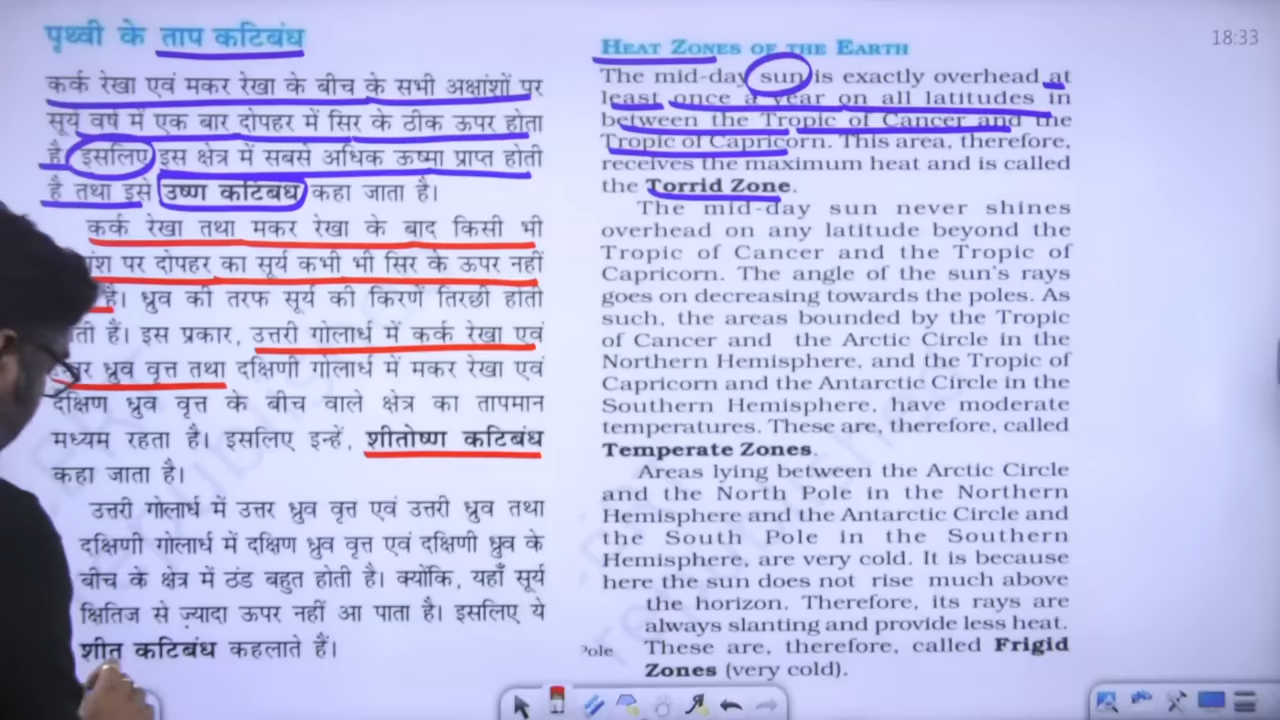 पृथ्वी के ताप कटिबंध
कर्क रेखा एवं मकर रेखा के बीच के सभी अक्षांशों पर
सूर्य वर्ष में एक बार दोपहर में सिर के ठीक ऊपर होता
है इसलिए इस क्षेत्र में सबसे अधिक ऊष्मा प्राप्त होती
है तथा इसे उष्ण कटिबंध कहा जाता है।
कर्क रेखा तथा मकर रेखा के बाद किसी भी
पर दोपहर का सूर्य कभी भी सिर के ऊपर नहीं
है। ध्रुव की तरफ सूर्य की किरणें तिरछी होती
हैं। इस प्रकार, उत्तरी गोलार्ध में कर्क रेखा एवं
ध्रुव वृत्त तथा दक्षिणी गोलार्ध में मकर रेखा एवं
दक्षिण ध्रुव वृत्त के बीच वाले क्षेत्र का तापमान
मध्यम रहता है। इसलिए इन्हें, शीतोष्ण कटिबंध
कहा जाता है।
उत्तरी गोलार्ध में उत्तर ध्रुव वृत्त एवं उत्तरी ध्रुव तथा
दक्षिणी गोलार्ध में दक्षिण ध्रुव वृत्त एवं दक्षिणी ध्रुव के
बीच के क्षेत्र में ठंड बहुत होती है। क्योंकि, यहाँ सूर्य
क्षितिज से ज़्यादा ऊपर नहीं आ पाता है। इसलिए ये
शीत कटिबंध कहलाते हैं।
18:33
HEAT ZONES OF THE EARTH
The mid-day sun is exactly overhead at
least once a year on all latitudes in
between the Tropic of Cancer and the
Tropic of Capricorn. This area, therefore,
receives the maximum heat and is called
the Torrid Zone.
The mid-day sun never shines
overhead on any latitude beyond the
Tropic of Cancer and the Tropic of
Capricorn. The angle of the sun's rays
goes on decreasing towards the poles. As
such, the areas bounded by the Tropic
of Cancer and the Arctic Circle in the
Northern Hemisphere, and the Tropic of
Capricorn and the Antarctic Circle in the
Southern Hemisphere, have moderate
temperatures. These are, therefore, called
Temperate Zones.
Areas lying between the Arctic Circle
and the North Pole in the Northern
Hemisphere and the Antarctic Circle and
the South Pole in the Southern
Hemisphere, are very cold. It is because
here the sun does not rise much above
the horizon. Therefore, its rays are
always slanting and provide less heat.
Pole These are, therefore, called Frigid
Zones (very cold).